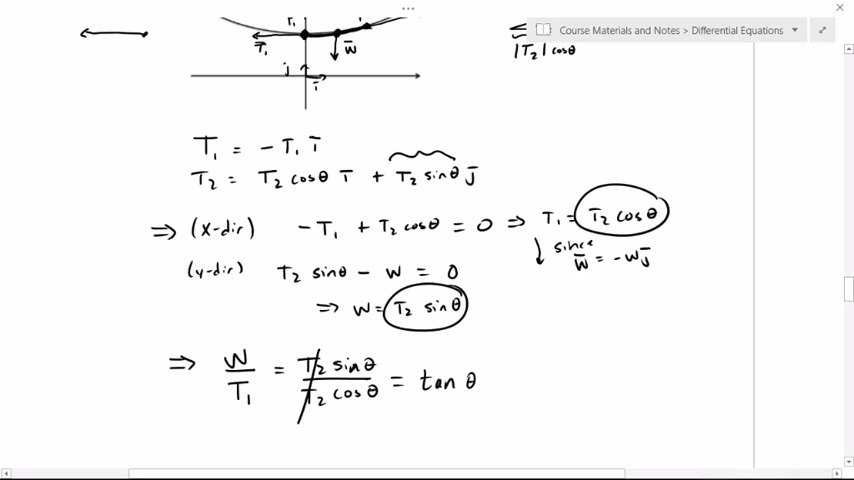 Course Materials and Notes > Differential Equations
T₁
T̄₁
W̄
j
ī
|T₂| cosθ
T₁ = -T₁ ī
T₂ = T₂ cosθ ī + T₂ sinθ j̄
⇒ (x-dir) -T₁ + T₂ cosθ = 0 ⇒ T₁ = T₂ cosθ
↓ since W̄ = -W j̄
(y-dir) T₂ sinθ - W = 0
⇒ W = T₂ sinθ
⇒ W/T₁ = T₂ sinθ / T₂ cosθ = tan θ